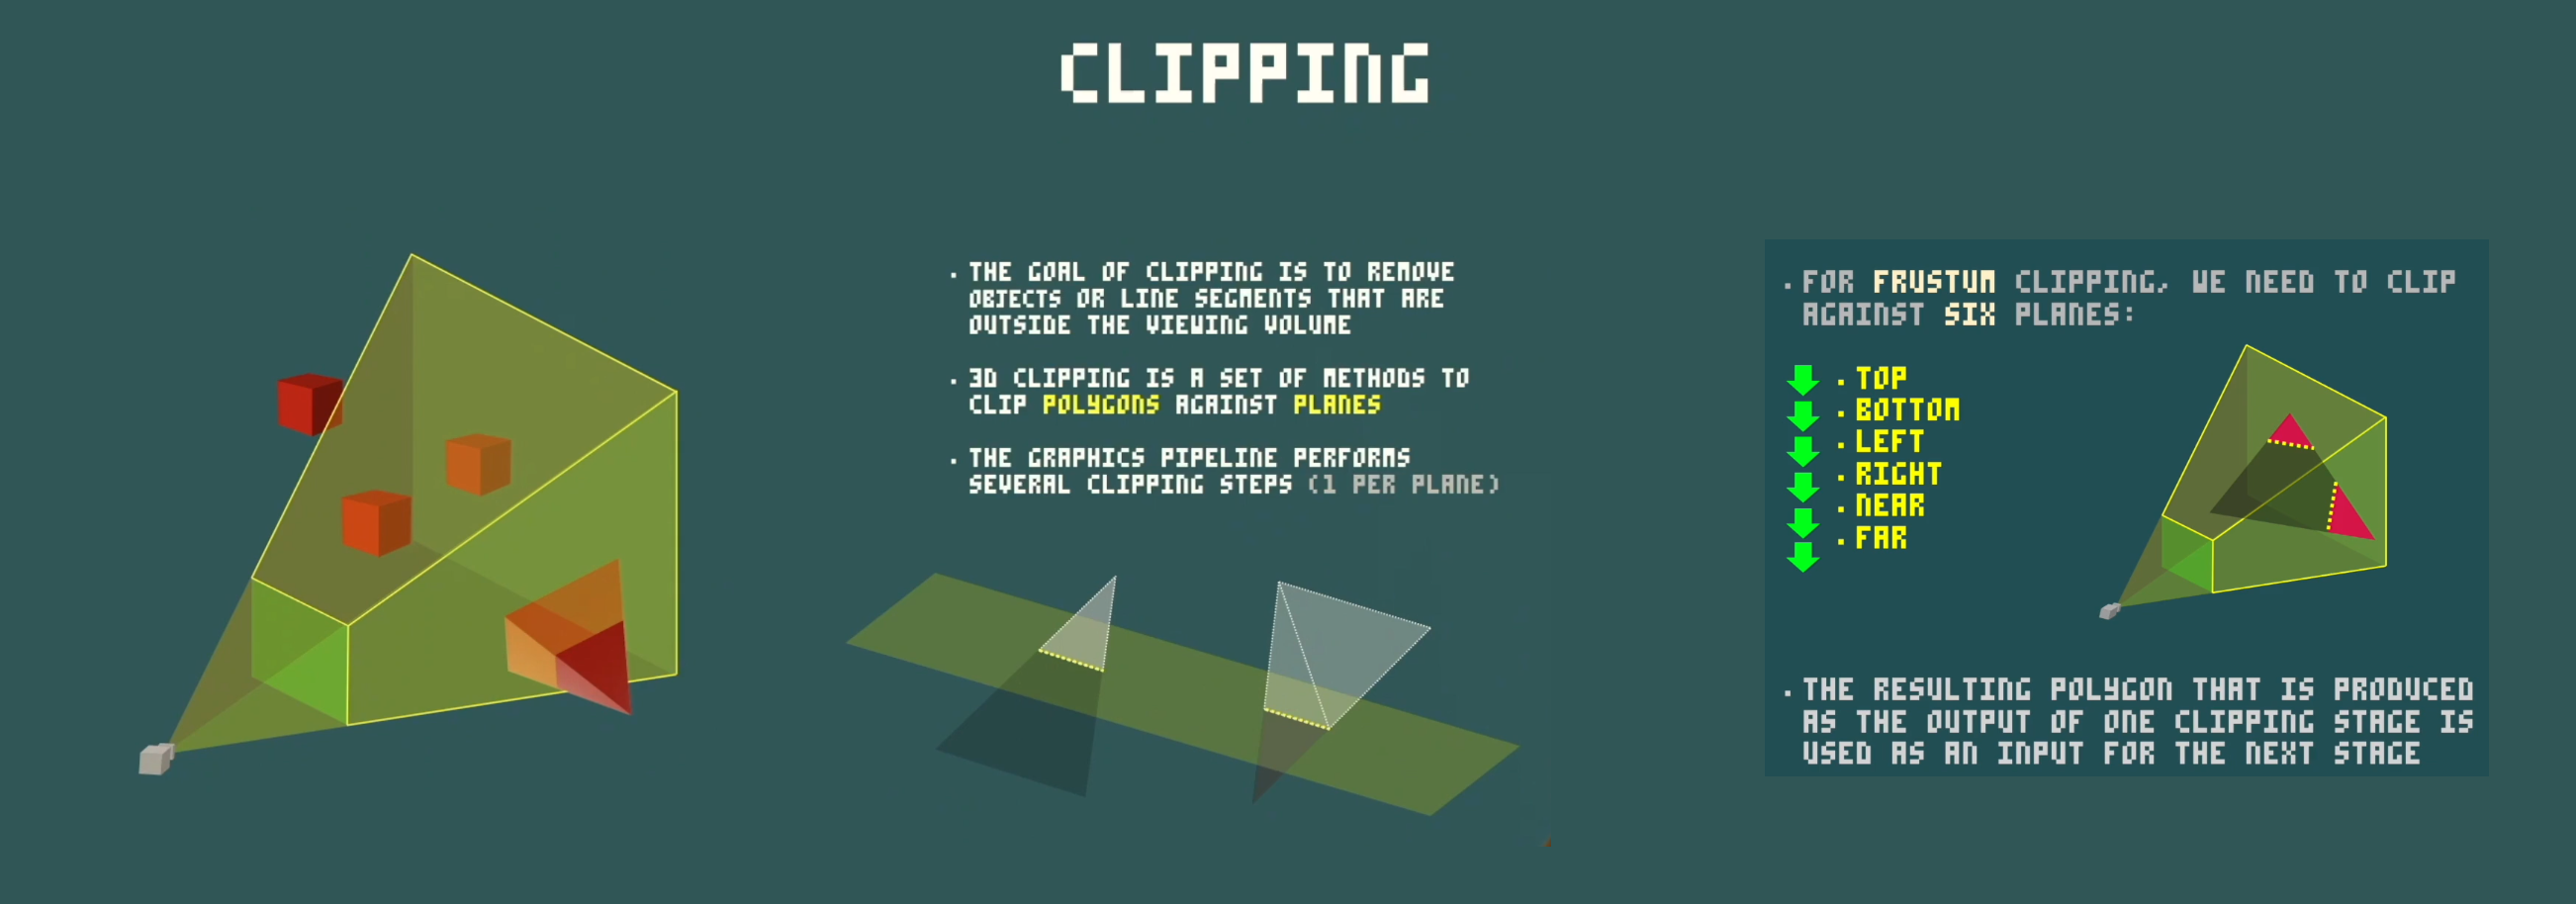 CLIPPING
· THE GOAL OF CLIPPING IS TO REMOVE
OBJECTS OR LINE SEGMENTS THAT ARE
OUTSIDE THE VIEWING VOLUME
· 3D CLIPPING IS A SET OF METHODS TO
CLIP POLYGONS AGAINST PLANES
· THE GRAPHICS PIPELINE PERFORMS
SEVERAL CLIPPING STEPS (1 PER PLANE)
· FOR FRUSTUM CLIPPING, WE NEED TO CLIP
AGAINST SIX PLANES:
· TOP
· BOTTOM
· LEFT
· RIGHT
· NEAR
· FAR
· THE RESULTING POLYGON THAT IS PRODUCED
AS THE OUTPUT OF ONE CLIPPING STAGE IS
USED AS AN INPUT FOR THE NEXT STAGE